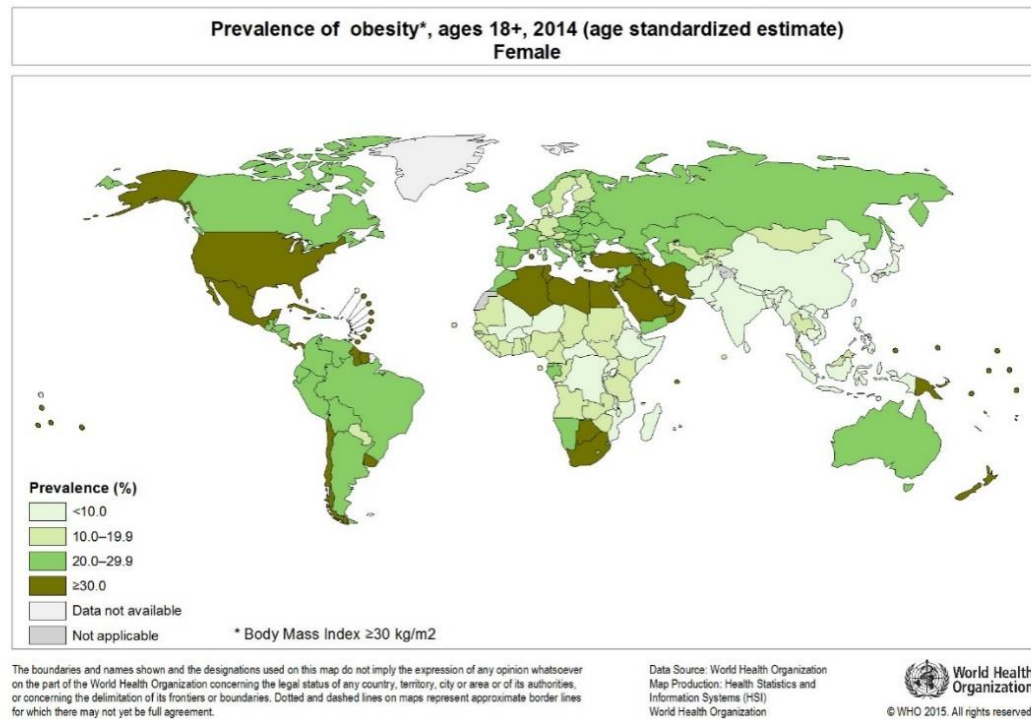 Prevalence of obesity*, ages 18+, 2014 (age standardized estimate)
Female
Prevalence (%)
<10.0
10.0–19.9
20.0–29.9
≥30.0
Data not available
Not applicable
* Body Mass Index ≥30 kg/m2
The boundaries and names shown and the designations used on this map do not imply the expression of any opinion whatsoever
on the part of the World Health Organization concerning the legal status of any country, territory, city or area or of its authorities,
or concerning the delimitation of its frontiers or boundaries. Dotted and dashed lines on maps represent approximate border lines
for which there may not yet be full agreement.
Data Source: World Health Organization
Map Production: Health Statistics and
Information Systems (HSI)
World Health Organization
World Health
Organization
© WHO 2015. All rights reserved.